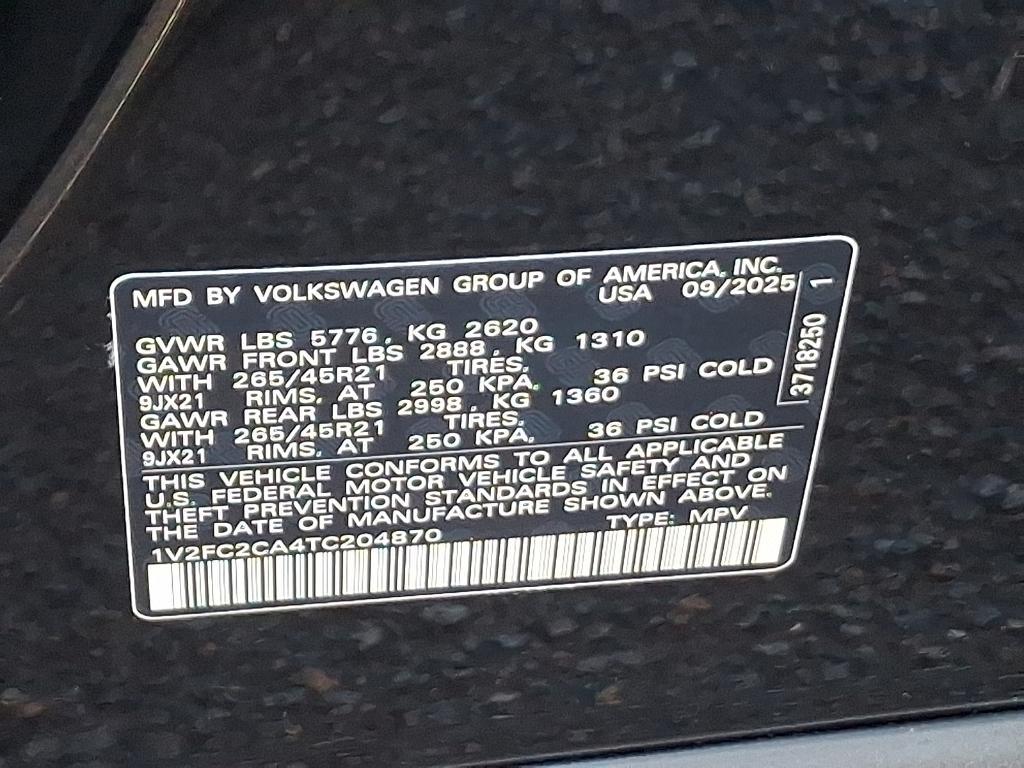 MFD BY VOLKSWAGEN GROUP OF AMERICA, INC.
USA 09/2025
GVWR LBS 5776, KG 2620
GAWR FRONT LBS 2888, KG 1310
WITH 265/45R21 TIRES,
9JX21 RIMS, AT 250 KPA, 36 PSI COLD
GAWR REAR LBS 2998, KG 1360
WITH 265/45R21 TIRES,
9JX21 RIMS, AT 250 KPA, 36 PSI COLD
THIS VEHICLE CONFORMS TO ALL APPLICABLE
U.S. FEDERAL MOTOR VEHICLE SAFETY AND
THEFT PREVENTION STANDARDS IN EFFECT ON
THE DATE OF MANUFACTURE SHOWN ABOVE.
1V2FC2CA4TC204870 TYPE: MPV
3718250 1